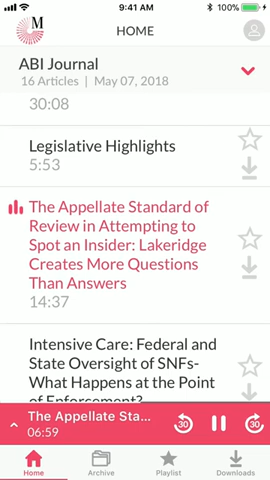 9:41 AM
100%
M
HOME
ABI Journal
16 Articles | May 07, 2018
30:08
Legislative Highlights
5:53
The Appellate Standard of
Review in Attempting to
Spot an Insider: Lakeridge
Creates More Questions
Than Answers
14:37
Intensive Care: Federal and
State Oversight of SNFs-
What Happens at the Point
of Enforcement?
The Appellate Sta...
06:59
30
30
Home
Archive
Playlist
Downloads